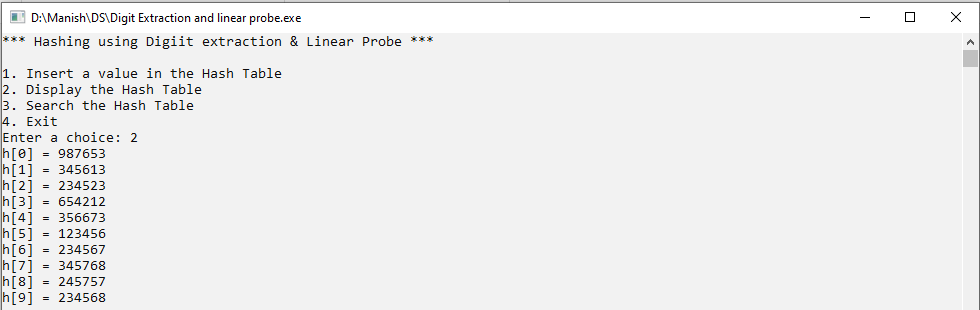 D:\Manish\DS\Digit Extraction and linear probe.exe
*** Hashing using Digiit extraction & Linear Probe ***
1. Insert a value in the Hash Table
2. Display the Hash Table
3. Search the Hash Table
4. Exit
Enter a choice: 2
h[0] = 987653
h[1] = 345613
h[2] = 234523
h[3] = 654212
h[4] = 356673
h[5] = 123456
h[6] = 234567
h[7] = 345768
h[8] = 245757
h[9] = 234568